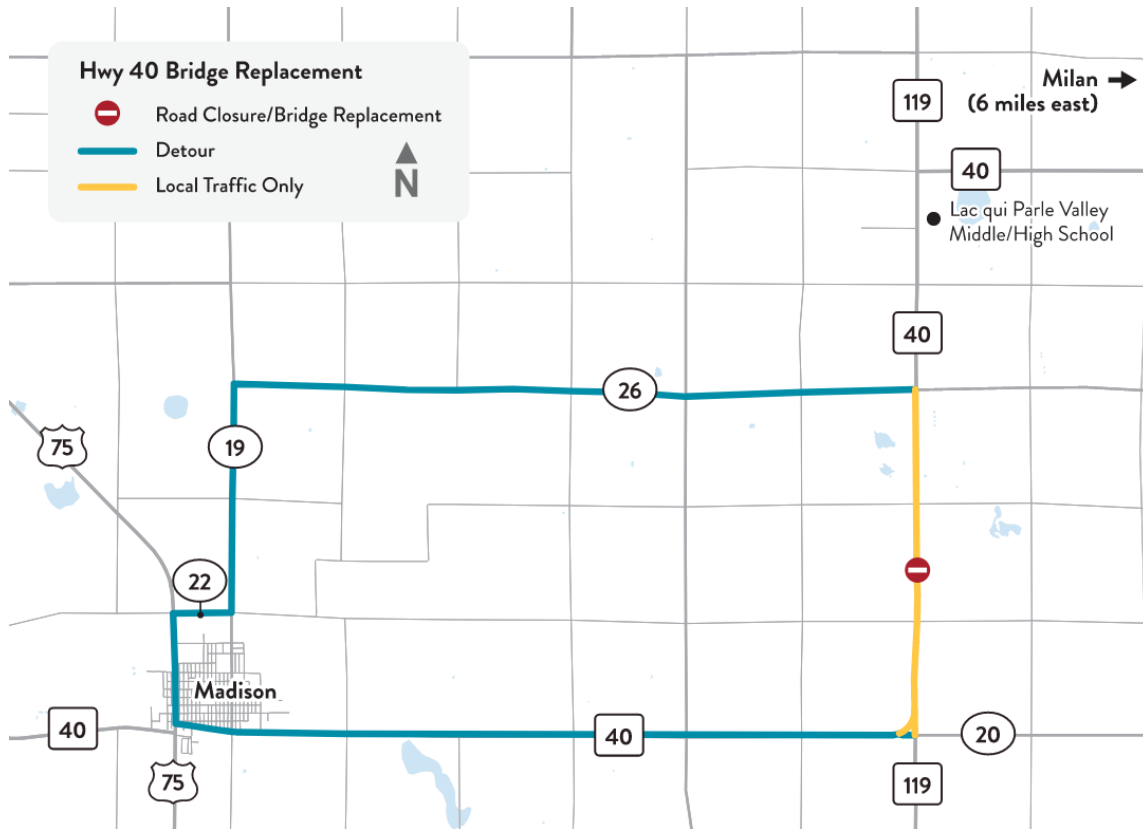 Hwy 40 Bridge Replacement
Road Closure/Bridge Replacement
Detour
Local Traffic Only
N
Milan
(6 miles east)
119
40
Lac qui Parle Valley
Middle/High School
40
26
75
19
22
Madison
40
40
20
75
119